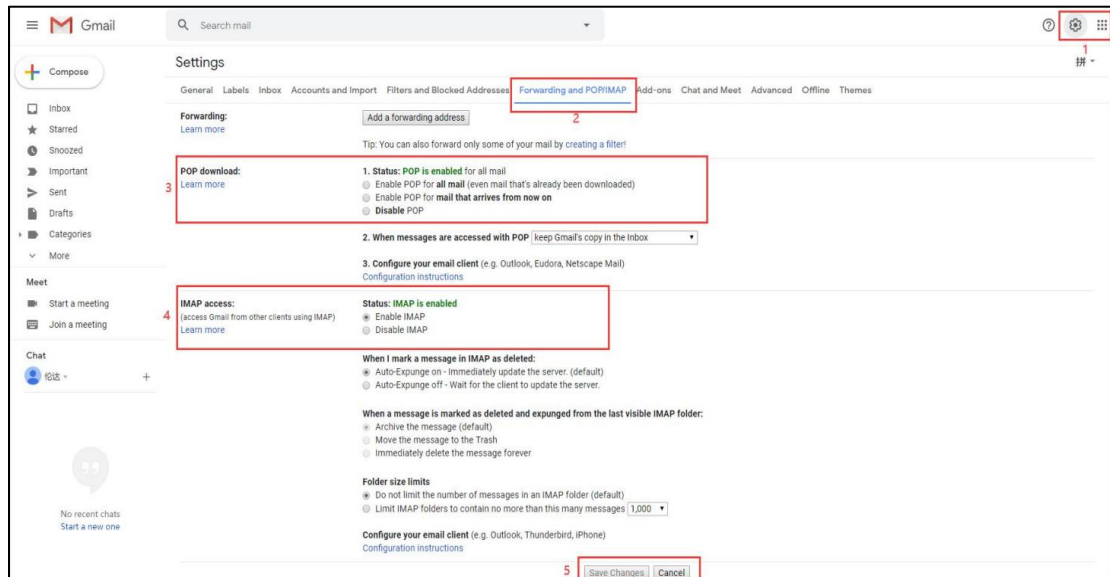 Gmail
Search mail
1
Compose
Settings
拼
General Labels Inbox Accounts and Import Filters and Blocked Addresses Forwarding and POP/IMAP Add-ons Chat and Meet Advanced Offline Themes
2
Inbox
Starred
Snoozed
Important
Sent
Drafts
Categories
More
Meet
Start a meeting
Join a meeting
Chat
伦达
No recent chats
Start a new one
Forwarding:
Learn more
Add a forwarding address
Tip: You can also forward only some of your mail by creating a filter!
3
POP download:
Learn more
1. Status: POP is enabled for all mail
Enable POP for all mail (even mail that's already been downloaded)
Enable POP for mail that arrives from now on
Disable POP
2. When messages are accessed with POP keep Gmail's copy in the Inbox
3. Configure your email client (e.g. Outlook, Eudora, Netscape Mail)
Configuration instructions
4
IMAP access:
(access Gmail from other clients using IMAP)
Learn more
Status: IMAP is enabled
Enable IMAP
Disable IMAP
When I mark a message in IMAP as deleted:
Auto-Expunge on - Immediately update the server. (default)
Auto-Expunge off - Wait for the client to update the server.
When a message is marked as deleted and expunged from the last visible IMAP folder:
Archive the message (default)
Move the message to the Trash
Immediately delete the message forever
Folder size limits
Do not limit the number of messages in an IMAP folder (default)
Limit IMAP folders to contain no more than this many messages 1,000
Configure your email client (e.g. Outlook, Thunderbird, iPhone)
Configuration instructions
5
Save Changes Cancel